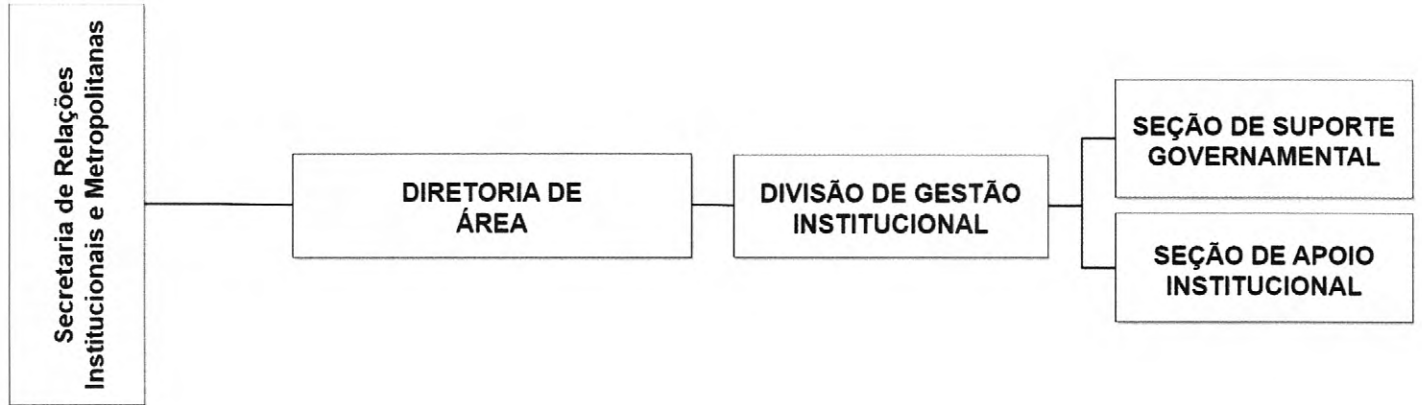 Secretaria de Relações
Institucionais e Metropolitanas
DIRETORIA DE
ÁREA
DIVISÃO DE GESTÃO
INSTITUCIONAL
SEÇÃO DE SUPORTE
GOVERNAMENTAL
SEÇÃO DE APOIO
INSTITUCIONAL